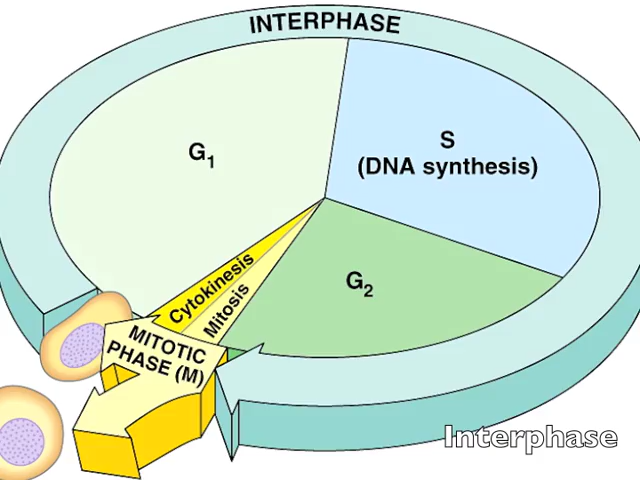 INTERPHASE
G1
S
(DNA synthesis)
G2
Cytokinesis
Mitosis
MITOTIC
PHASE (M)
Interphase